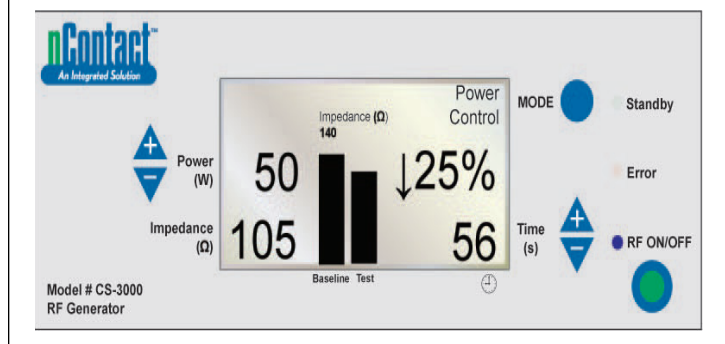 nContact™
An Integrated Solution
Power
Control
MODE
Standby
Impedance (Ω)
140
Power
(W)
50
↓25%
Error
Impedance
(Ω)
105
56
Time
(s)
RF ON/OFF
Baseline Test
Model # CS-3000
RF Generator